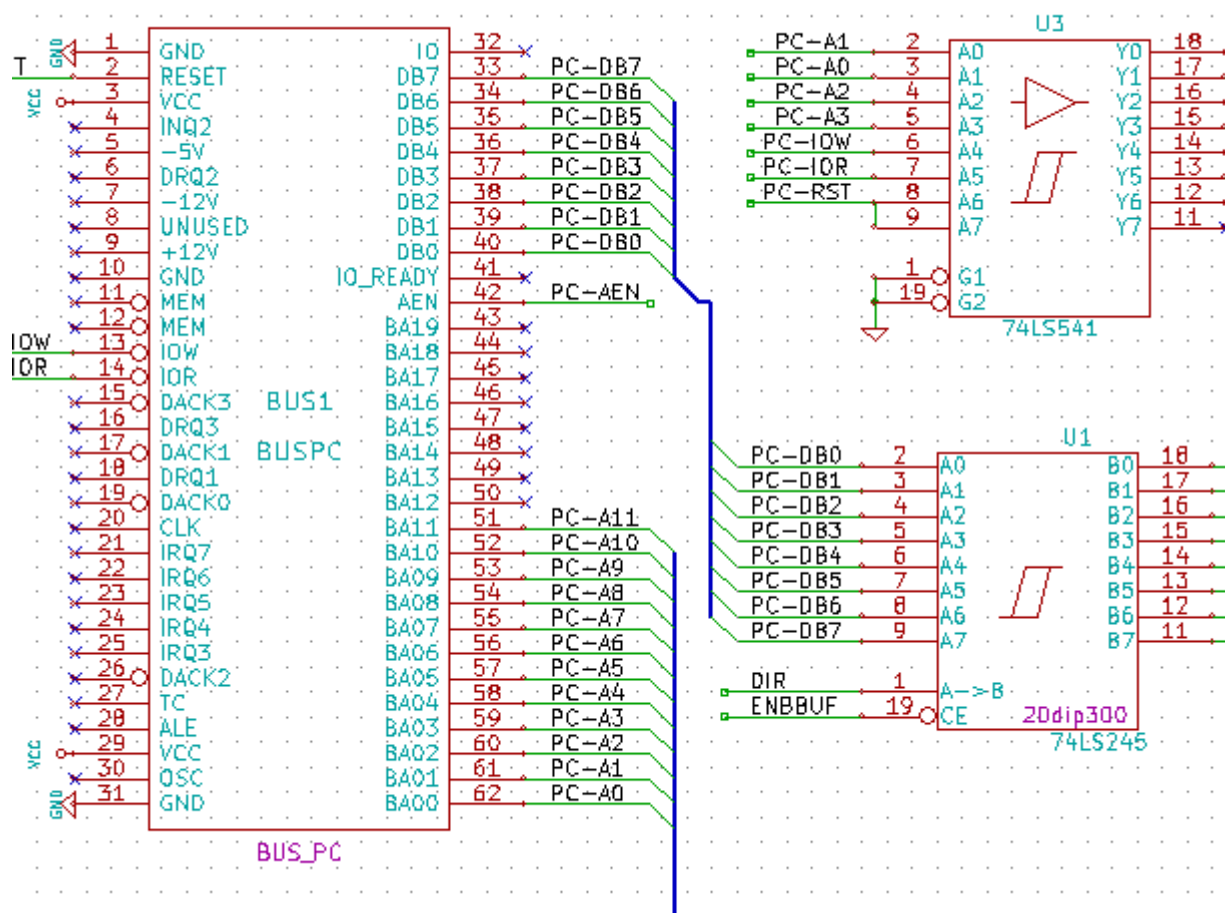 GND 1 GND IO 32
T 2 RESET DB7 33 PC-DB7
VCC 3 VCC DB6 34 PC-DB6
4 INQ2 DB5 35 PC-DB5
5 -5V DB4 36 PC-DB4
6 DRQ2 DB3 37 PC-DB3
7 -12V DB2 38 PC-DB2
8 UNUSED DB1 39 PC-DB1
9 +12V DB0 40 PC-DB0
10 GND IO_READY 41
11 MEM AEN 42 PC-AEN
12 MEM BA19 43
IOW 13 IOW BA18 44
IOR 14 IOR BA17 45
15 DACK3 BUS1 BA16 46
16 DRQ3 BA15 47
17 DACK1 BUSPC BA14 48
18 DRQ1 BA13 49
19 DACK0 BA12 50
20 CLK BA11 51 PC-A11
21 IRQ7 BA10 52 PC-A10
22 IRQ6 BA09 53 PC-A9
23 IRQ5 BA08 54 PC-A8
24 IRQ4 BA07 55 PC-A7
25 IRQ3 BA06 56 PC-A6
26 DACK2 BA05 57 PC-A5
27 TC BA04 58 PC-A4
28 ALE BA03 59 PC-A3
VCC 29 VCC BA02 60 PC-A2
30 OSC BA01 61 PC-A1
GND 31 GND BA00 62 PC-A0
BUS_PC
U3
PC-A1 2 A0 Y0 18
PC-A0 3 A1 Y1 17
PC-A2 4 A2 Y2 16
PC-A3 5 A3 Y3 15
PC-IOW 6 A4 Y4 14
PC-IOR 7 A5 Y5 13
PC-RST 8 A6 Y6 12
9 A7 Y7 11
1 G1
19 G2
74LS541
U1
PC-DB0 2 A0 B0 18
PC-DB1 3 A1 B1 17
PC-DB2 4 A2 B2 16
PC-DB3 5 A3 B3 15
PC-DB4 6 A4 B4 14
PC-DB5 7 A5 B5 13
PC-DB6 8 A6 B6 12
PC-DB7 9 A7 B7 11
DIR 1 A->B
ENBBUF 19 CE 20dip300
74LS245